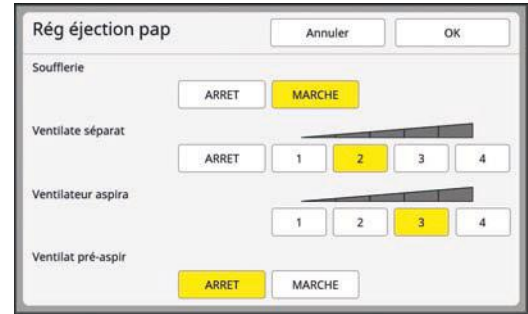 Rég éjection pap Annuler OK
Soufflerie
ARRET MARCHE
Ventilate séparat
ARRET 1 2 3 4
Ventilateur aspira
1 2 3 4
Ventilat pré-aspir
ARRET MARCHE